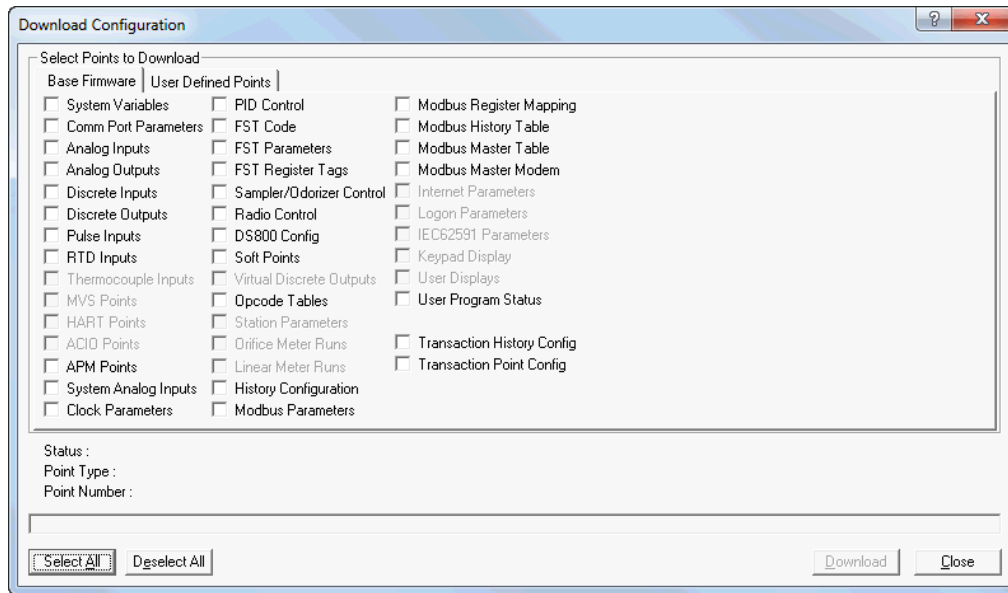 Download Configuration
Select Points to Download
Base Firmware User Defined Points
System Variables PID Control Modbus Register Mapping
Comm Port Parameters FST Code Modbus History Table
Analog Inputs FST Parameters Modbus Master Table
Analog Outputs FST Register Tags Modbus Master Modem
Discrete Inputs Sampler/Odorizer Control Internet Parameters
Discrete Outputs Radio Control Logon Parameters
Pulse Inputs DS800 Config IEC62591 Parameters
RTD Inputs Soft Points Keypad Display
Thermocouple Inputs Virtual Discrete Outputs User Displays
MVS Points Opcode Tables User Program Status
HART Points Station Parameters
ACIO Points Orifice Meter Runs Transaction History Config
APM Points Linear Meter Runs Transaction Point Config
System Analog Inputs History Configuration
Clock Parameters Modbus Parameters
Status :
Point Type :
Point Number :
Select All Deselect All Download Close